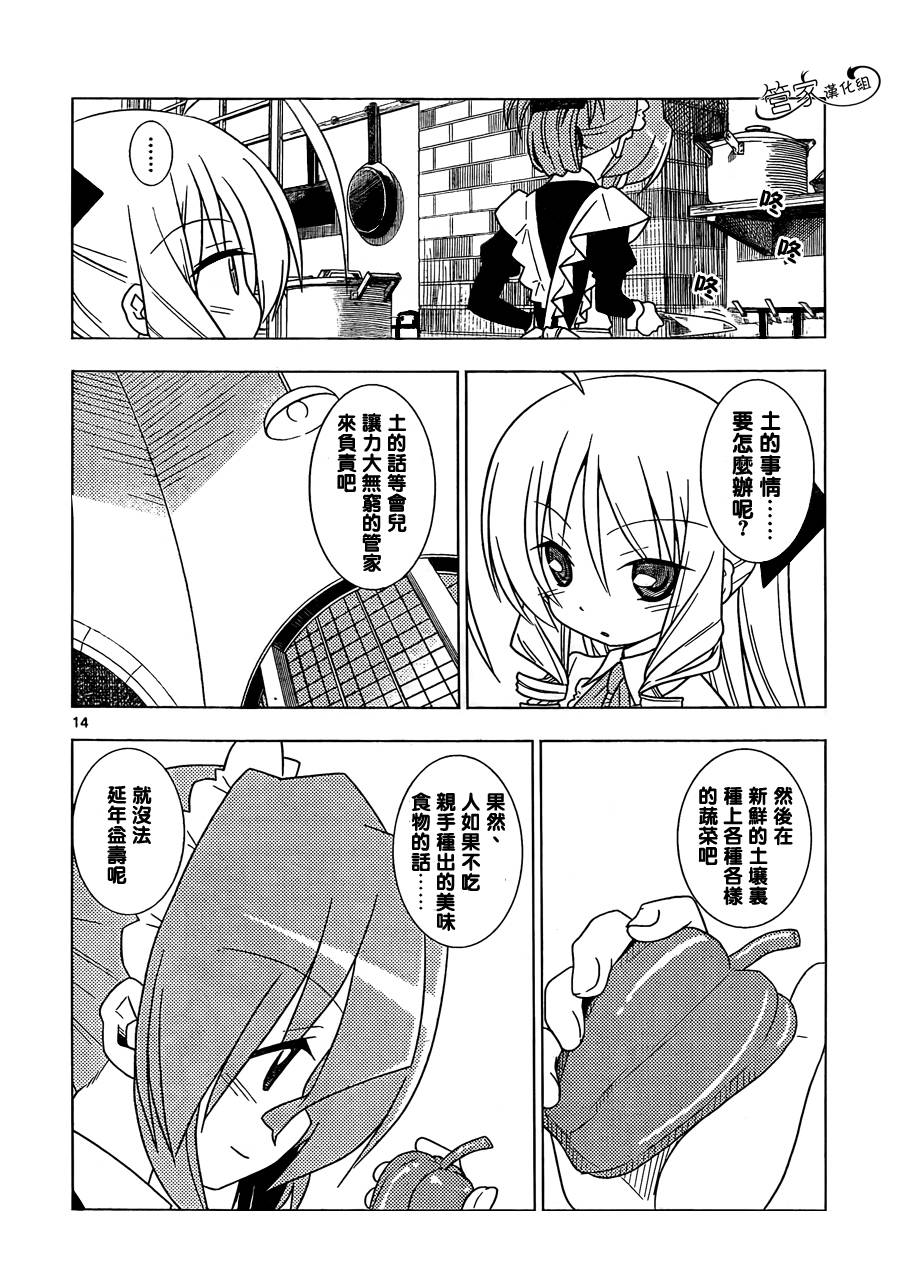 管家漢化組
……
咚
咚
咚
土的事情……
要怎麼辦呢？
土的話等會兒
讓力大無窮的管家
來負責吧
14
然後在
新鮮的土壤裏
種上各種各樣
的蔬菜吧
果然、
人如果不吃
親手種出的美味
食物的話……
就沒法
延年益壽呢